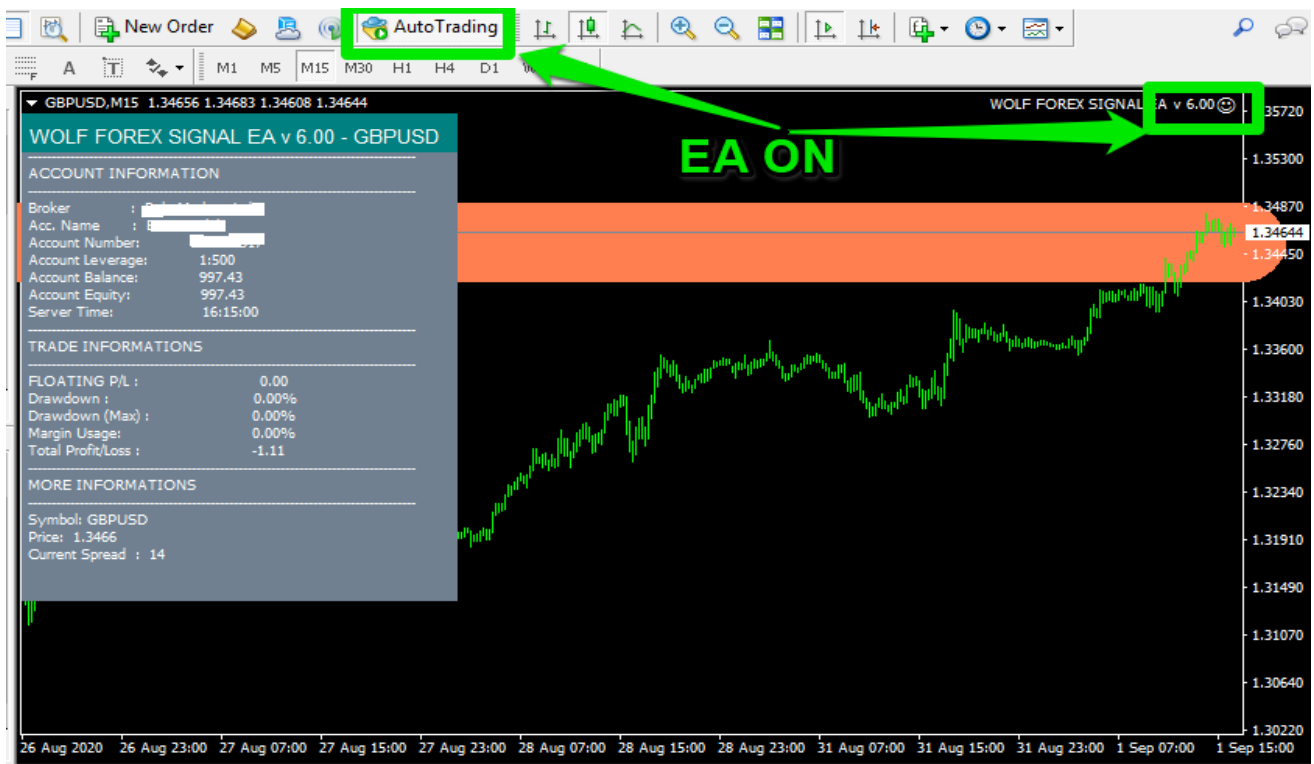 New Order
AutoTrading
F
A
T
M1 M5 M15 M30 H1 H4 D1
GBPUSD,M15 1.34656 1.34683 1.34608 1.34644
WOLF FOREX SIGNAL EA v 6.00
WOLF FOREX SIGNAL EA v 6.00 - GBPUSD
ACCOUNT INFORMATION
Broker :
Acc. Name :
Account Number:
Account Leverage: 1:500
Account Balance: 997.43
Account Equity: 997.43
Server Time: 16:15:00
TRADE INFORMATIONS
FLOATING P/L : 0.00
Drawdown : 0.00%
Drawdown (Max) : 0.00%
Margin Usage: 0.00%
Total Profit/Loss : -1.11
MORE INFORMATIONS
Symbol: GBPUSD
Price: 1.3466
Current Spread : 14
EA ON
1.35300
1.34870
1.34644
1.34450
1.34030
1.33600
1.33180
1.32760
1.32340
1.31910
1.31490
1.31070
1.30640
1.30220
26 Aug 2020 26 Aug 23:00 27 Aug 07:00 27 Aug 15:00 27 Aug 23:00 28 Aug 07:00 28 Aug 15:00 28 Aug 23:00 31 Aug 07:00 31 Aug 15:00 31 Aug 23:00 1 Sep 07:00 1 Sep 15:00